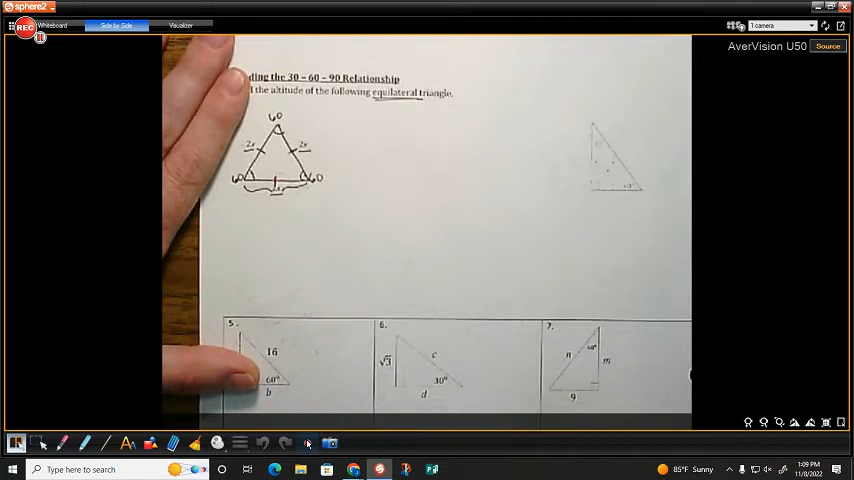 sphere2
REC
Whiteboard
Side by Side
Visualizer
1 camera
AverVision U50
Source
ding the 30 – 60 – 90 Relationship
the altitude of the following equilateral triangle.
60
2x
2x
60
60
5.
16
60°
b
6.
√3
c
30°
d
7.
n
60°
m
9
Type here to search
85°F Sunny
1:09 PM
11/8/2022